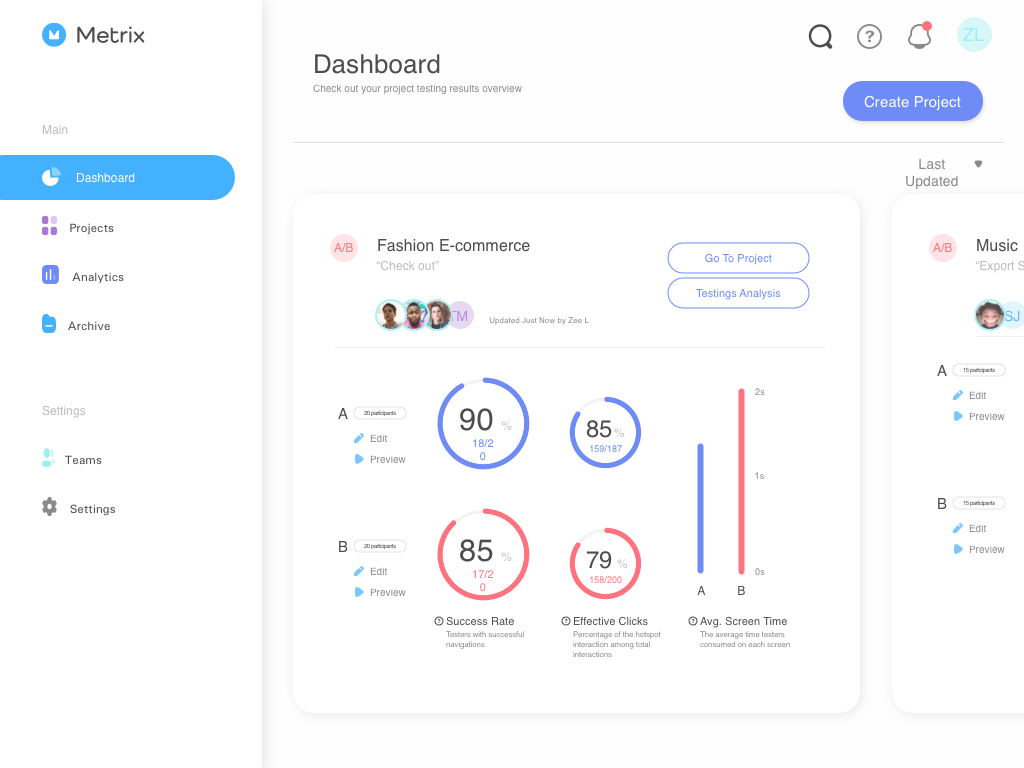 Metrix
Main
Dashboard
Projects
Analytics
Archive
Settings
Teams
Settings
Dashboard
Check out your project testing results overview
?
ZL
Create Project
Last
Updated
A/B
Fashion E-commerce
“Check out”
Go To Project
Testings Analysis
TM
Updated Just Now by Zee L
A
20 participants
Edit
Preview
90 %
18/2
0
85 %
159/187
B
20 participants
Edit
Preview
85 %
17/2
0
79 %
158/200
2s
1s
0s
A
B
? Success Rate
Testers with successful
navigations
? Effective Clicks
Percentage of the hotspot
interaction among total
interactions
? Avg. Screen Time
The average time testers
consumed on each screen
A/B
Music
“Export S
SJ
A
15 participants
Edit
Preview
B
15 participants
Edit
Preview